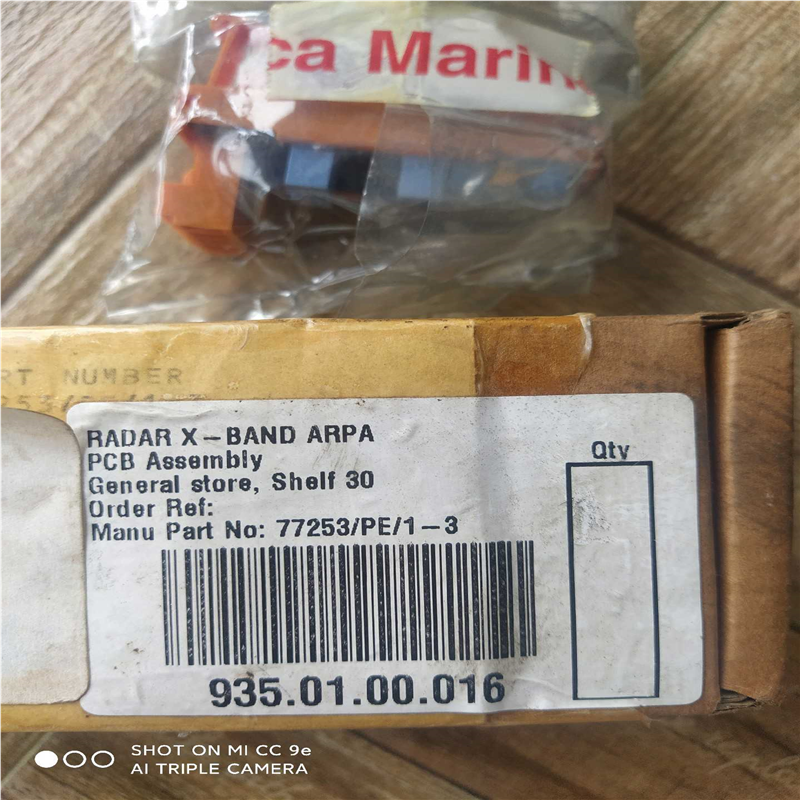 ca Marin
RT NUMBER
RADAR X-BAND ARPA
PCB Assembly
General store, Shelf 30
Order Ref:
Manu Part No: 77253/PE/1-3
Qty
935.01.00.016
SHOT ON MI CC 9e
AI TRIPLE CAMERA